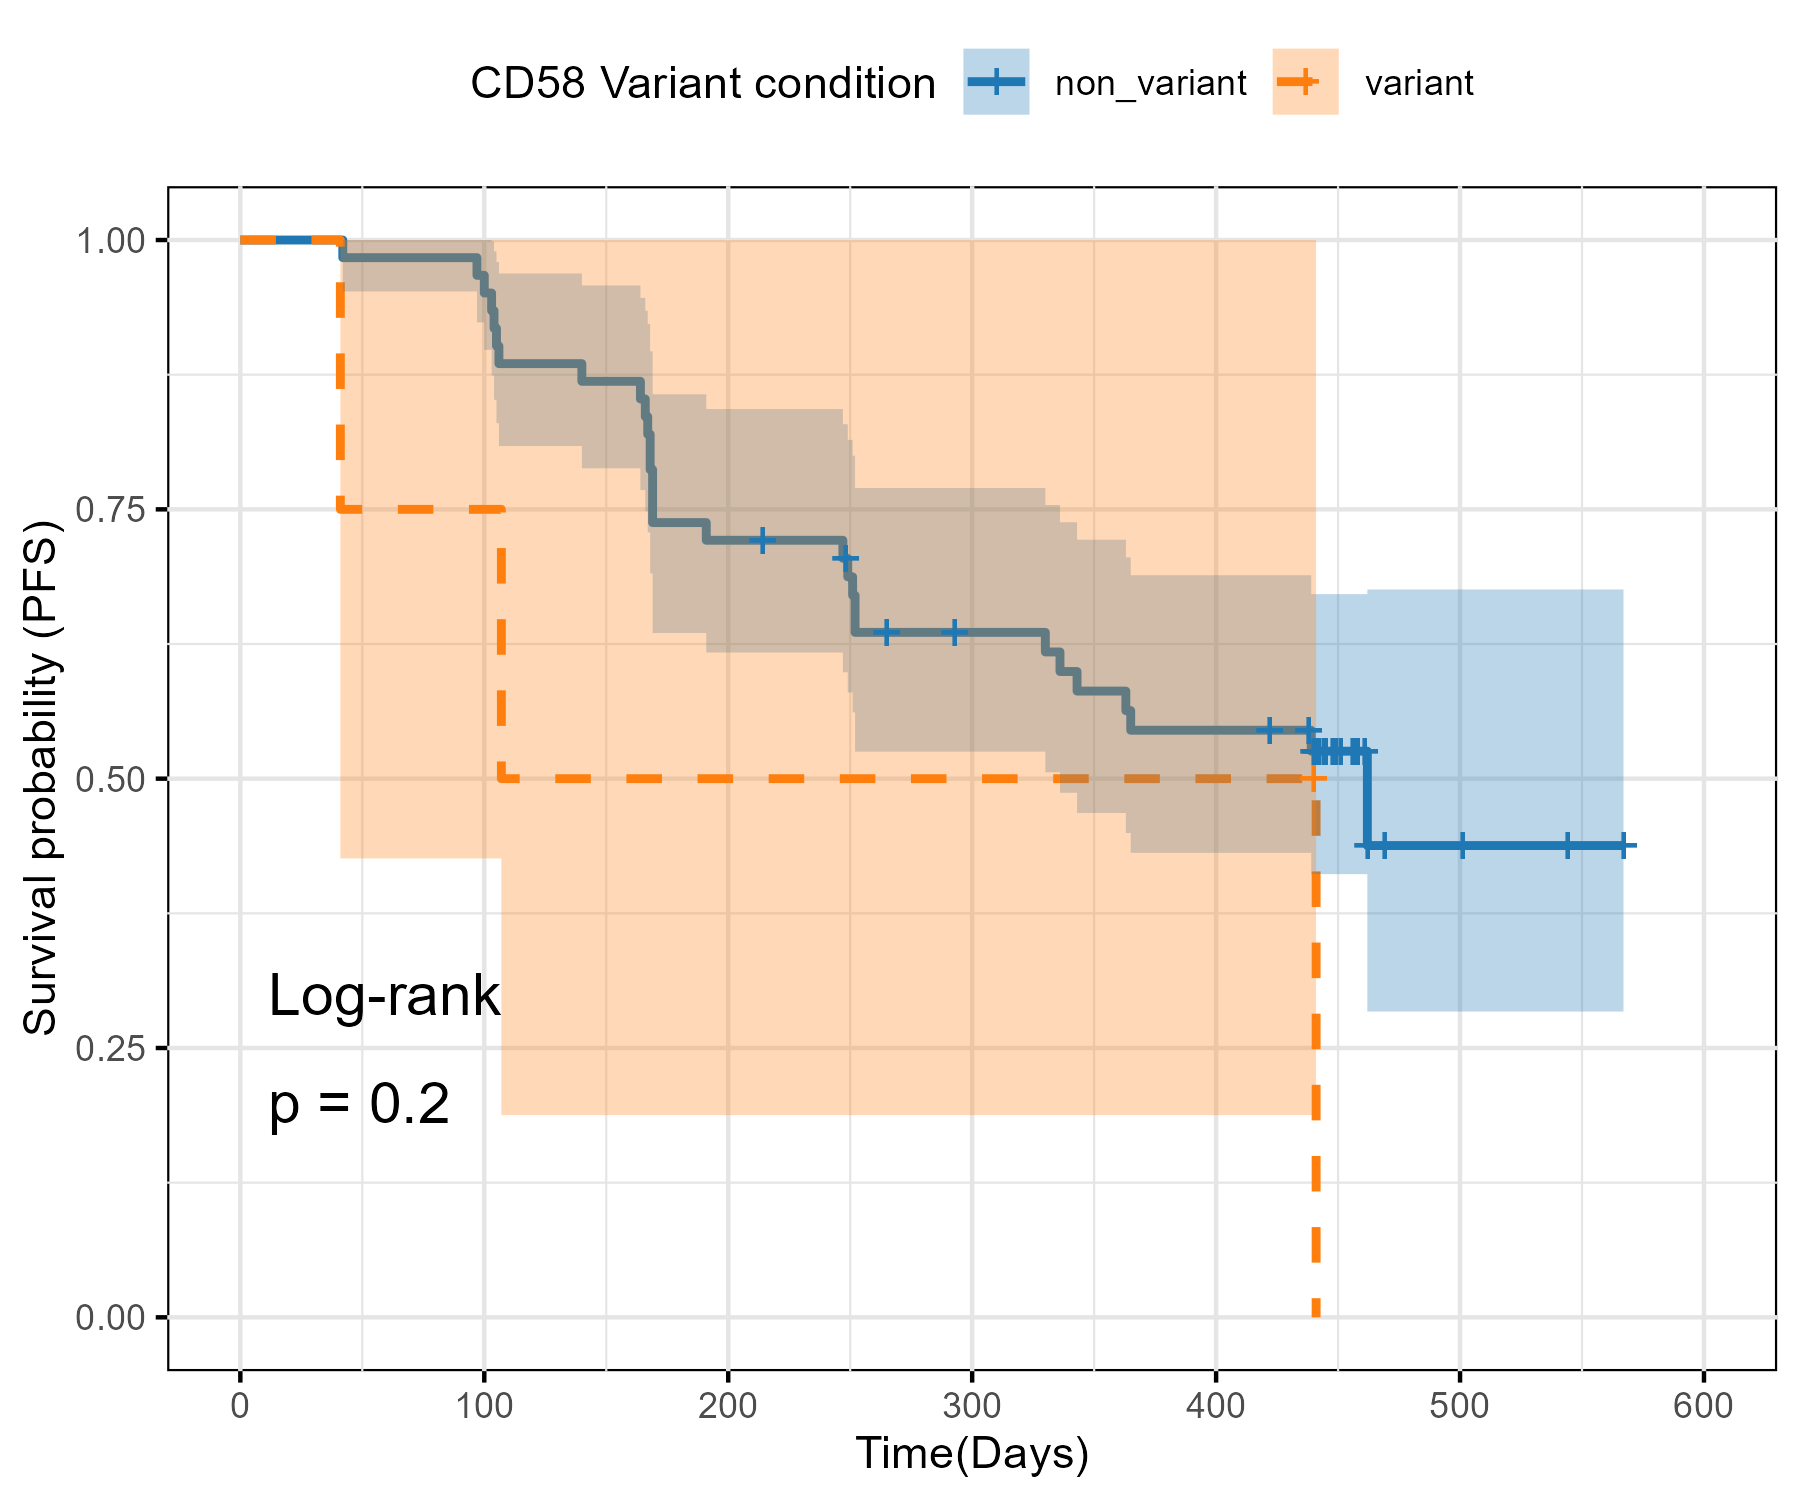 CD58 Variant condition non_variant variant
1.00
0.75
0.50
0.25
0.00
Survival probability (PFS)
Log-rank
p = 0.2
0 100 200 300 400 500 600
Time(Days)